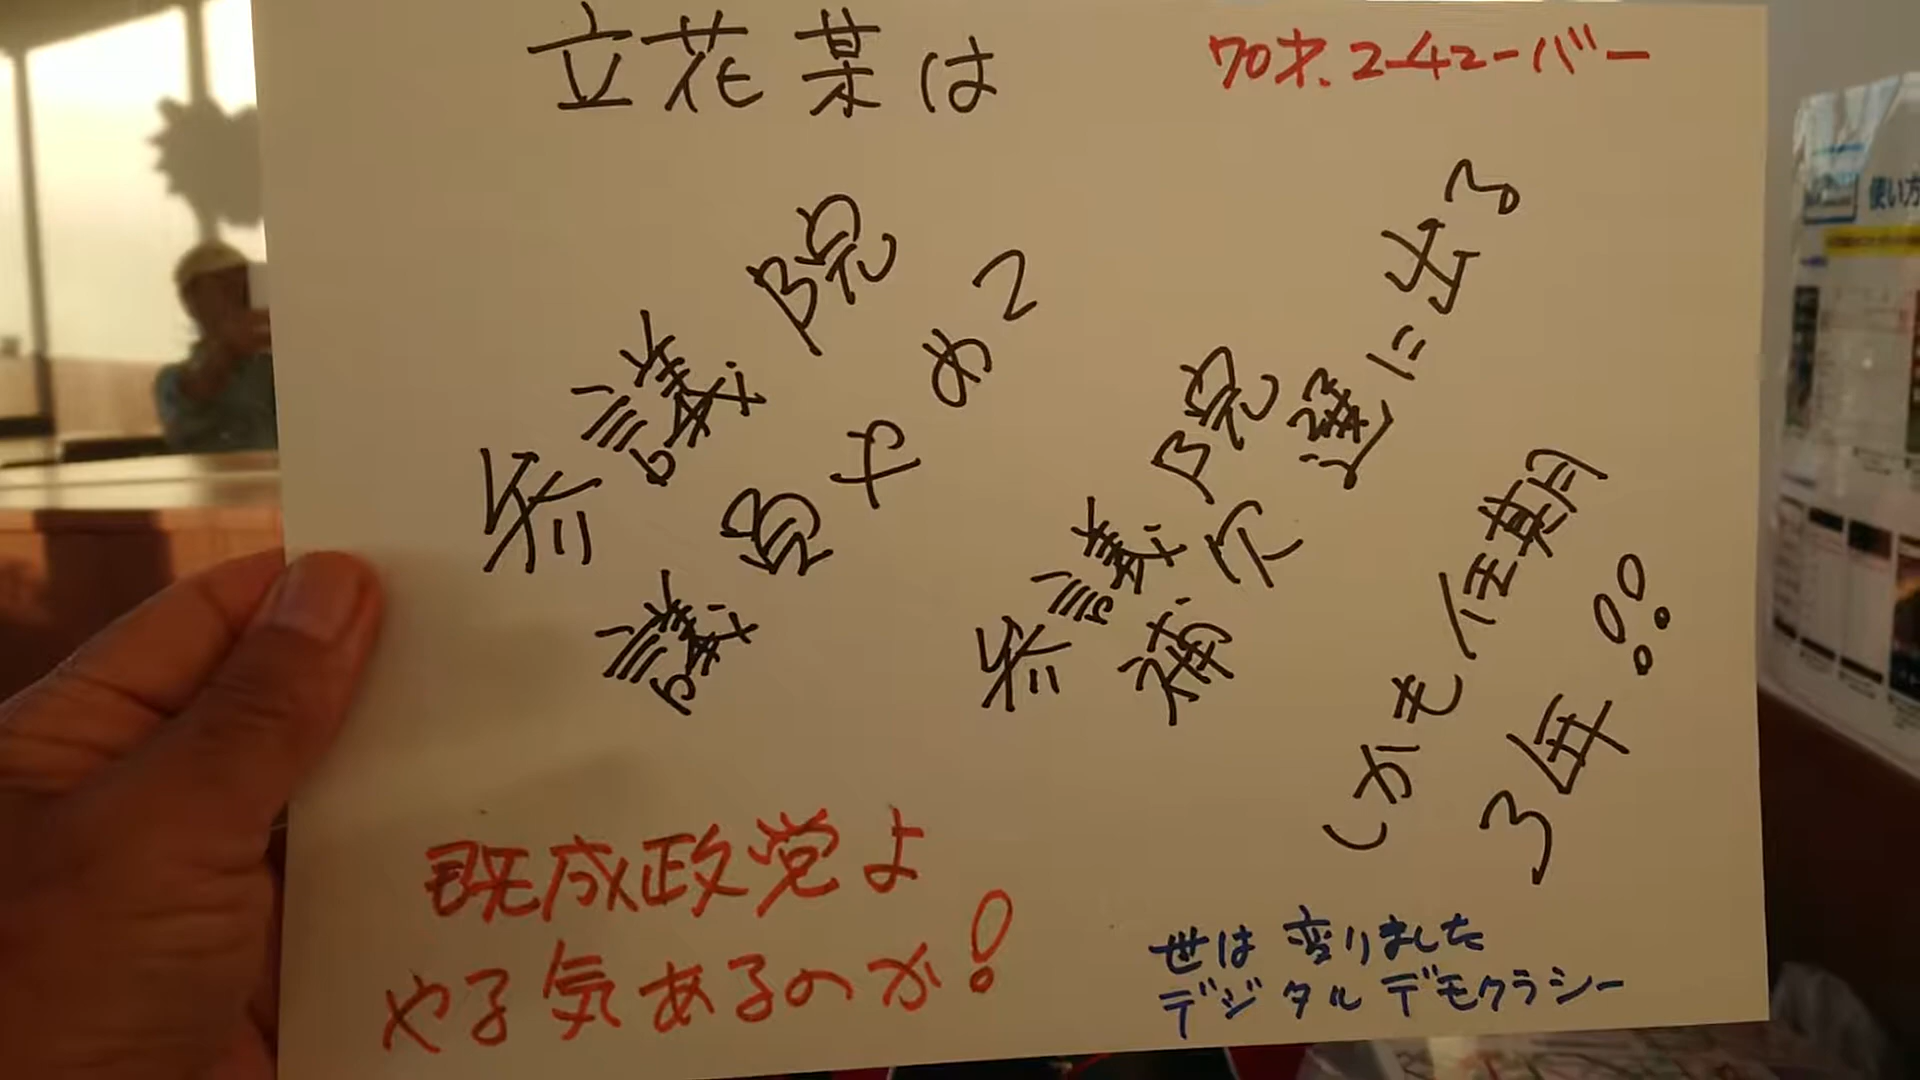 立花某は
70才.ユーチューバー
参議院
議員やめて
参議院
補欠選に出る
しかも任期
3年!!
既成政党よ
やる気あるのか!
世は変りました
デジタルデモクラシー
使い方